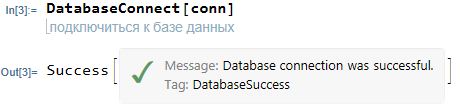 In[3]:= DatabaseConnect[conn]
подключиться к базе данных
Message: Database connection was successful.
Out[3]= Success[
Tag: DatabaseSuccess